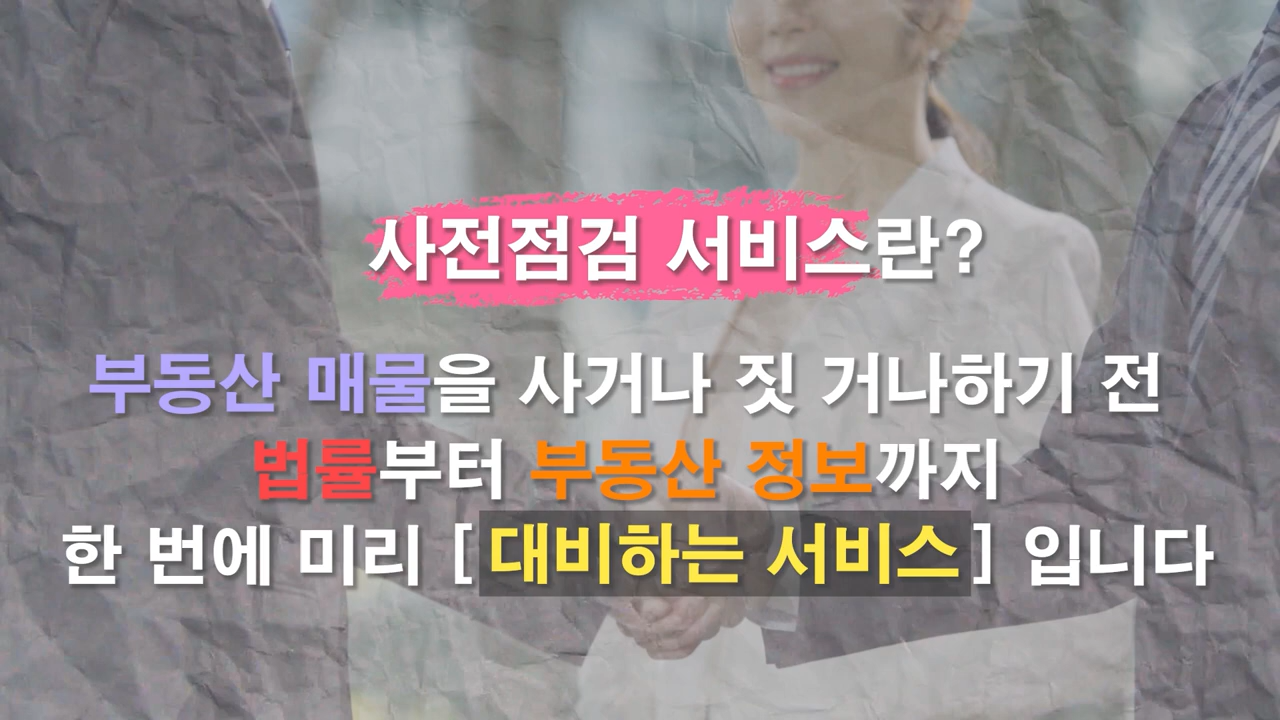 사전점검 서비스란?
부동산 매물을 사거나 짓 거나하기 전
법률부터 부동산 정보까지
한 번에 미리 [대비하는 서비스] 입니다